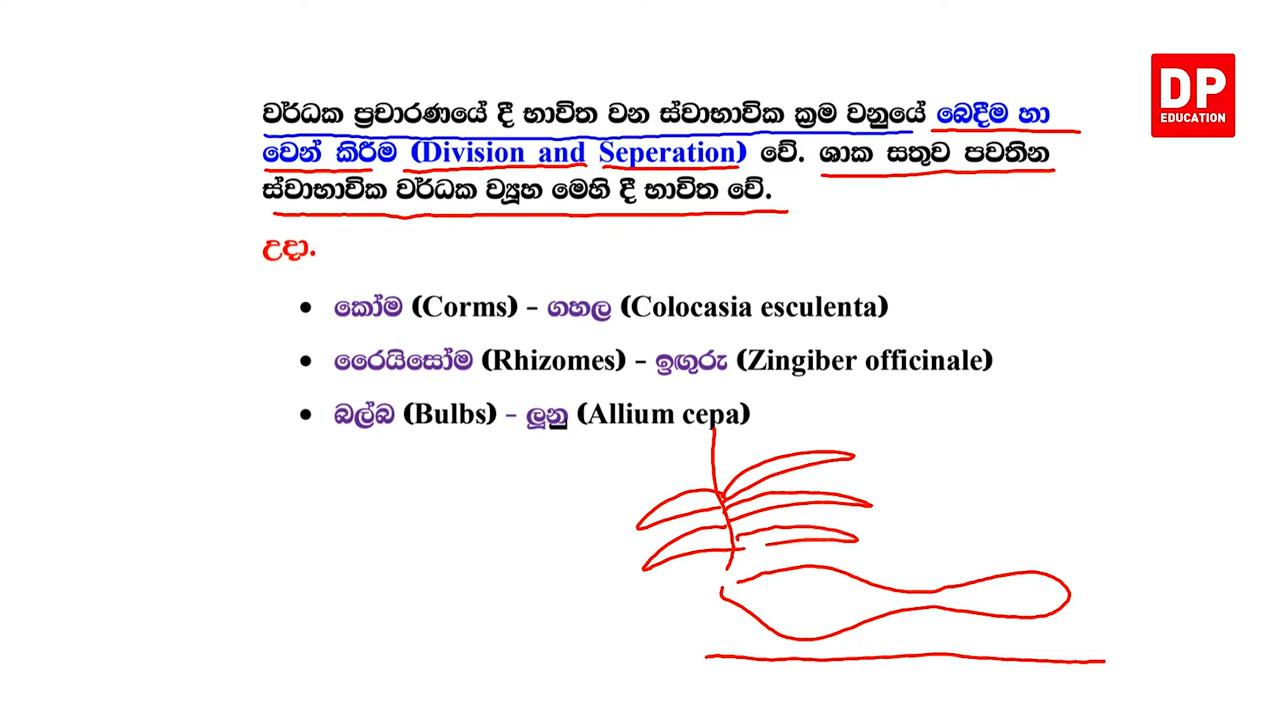 DP
EDUCATION
වර්ධක ප්‍රචාරණයේ දී භාවිත වන ස්වාභාවික ක්‍රම වනුයේ බෙදීම හා
වෙන් කිරීම (Division and Seperation) වේ. ශාක සතුව පවතින
ස්වාභාවික වර්ධක ව්‍යූහ මෙහි දී භාවිත වේ.
උදා.
• කෝම (Corms) - ගහල (Colocasia esculenta)
• රෛයිසෝම (Rhizomes) - ඉඟුරු (Zingiber officinale)
• බල්බ (Bulbs) - ලූනු (Allium cepa)